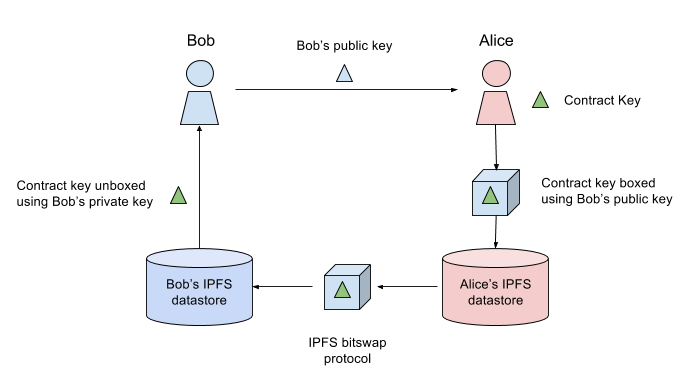 Bob
Bob's public key
Alice
Contract Key
Contract key unboxed
using Bob's private key
Contract key boxed
using Bob's public key
Bob's IPFS
datastore
Alice's IPFS
datastore
IPFS bitswap
protocol